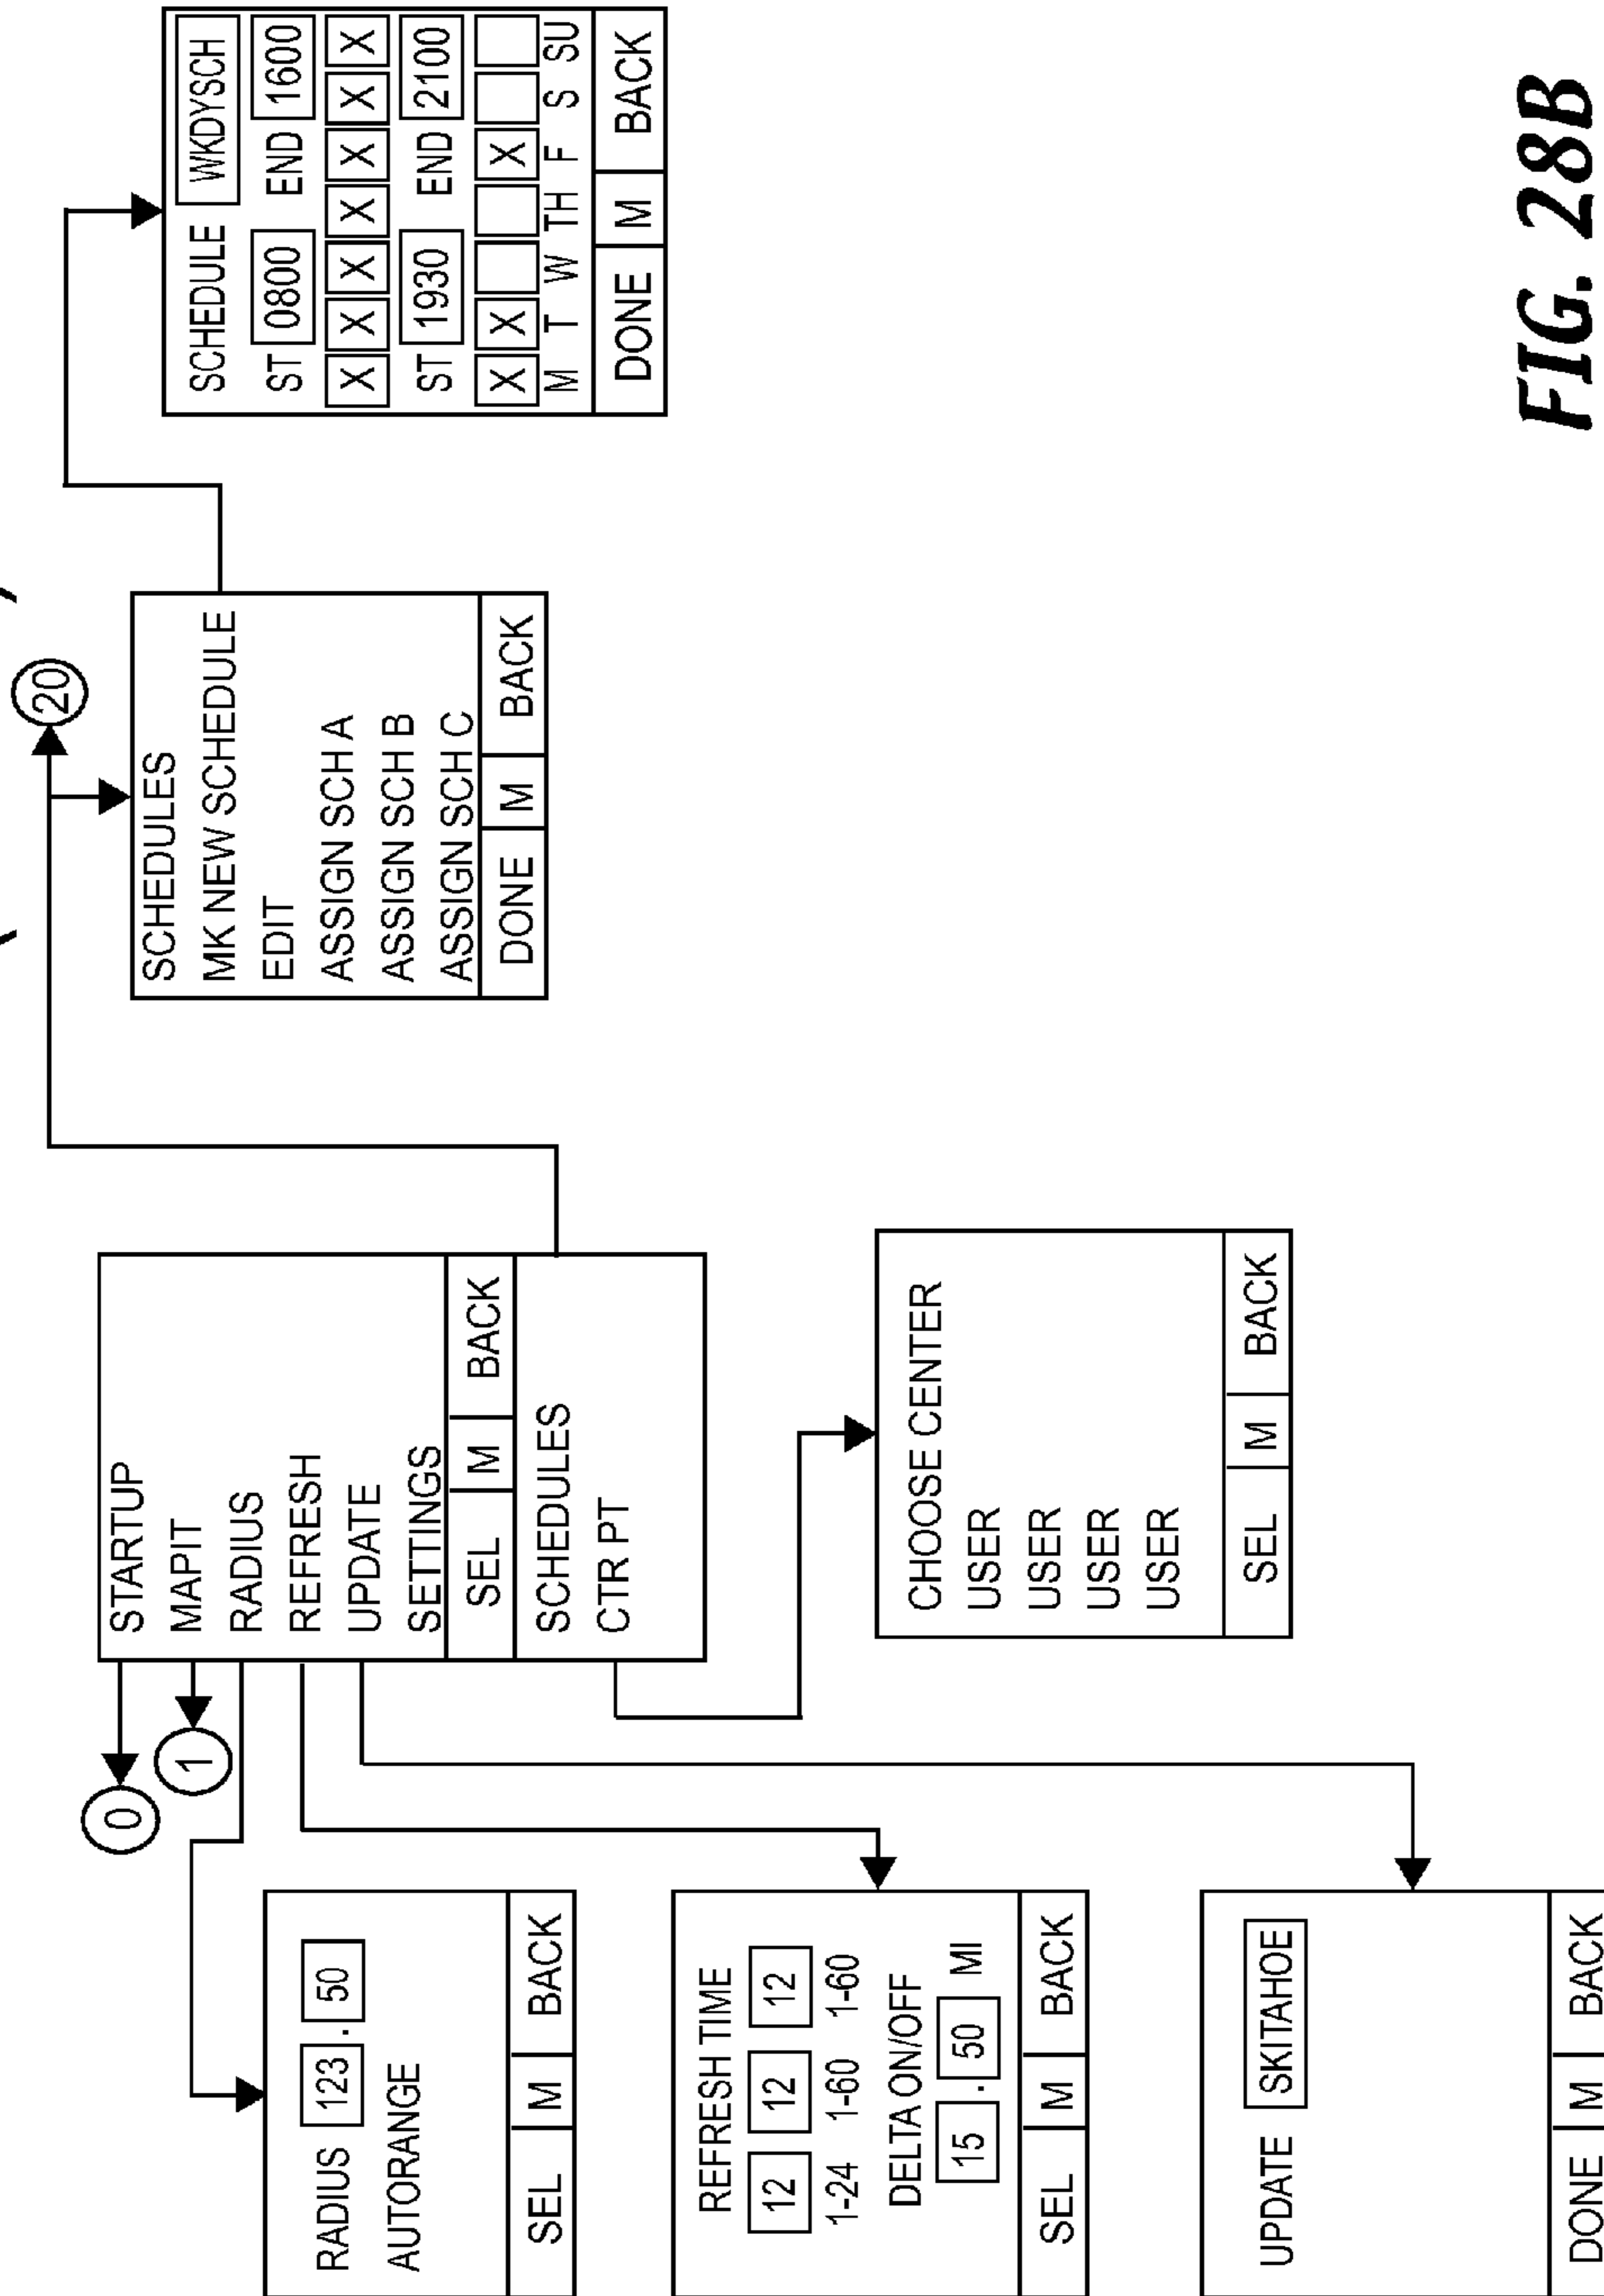 0
1
STARTUP
MAPIT
RADIUS
REFRESH
UPDATE
SETTINGS
SEL M BACK
SCHEDULES
CTR PT
20
SCHEDULES
MK NEW SCHEDULE
EDIT
ASSIGN SCH A
ASSIGN SCH B
ASSIGN SCH C
DONE M BACK
SCHEDULE WKDYSCH
ST 0800 END 1600
X X X X X X X
ST 1930 END 2100
X X X
M T W TH F S SU
DONE M BACK
RADIUS 123 . 50
AUTORANGE
SEL M BACK
REFRESH TIME
12 12 12
1-24 1-60 1-60
DELTA ON/OFF
15 . 50 MI
SEL M BACK
CHOOSE CENTER
USER
USER
USER
USER
SEL M BACK
UPDATE SKITAHOE
DONE M BACK
FIG. 28B